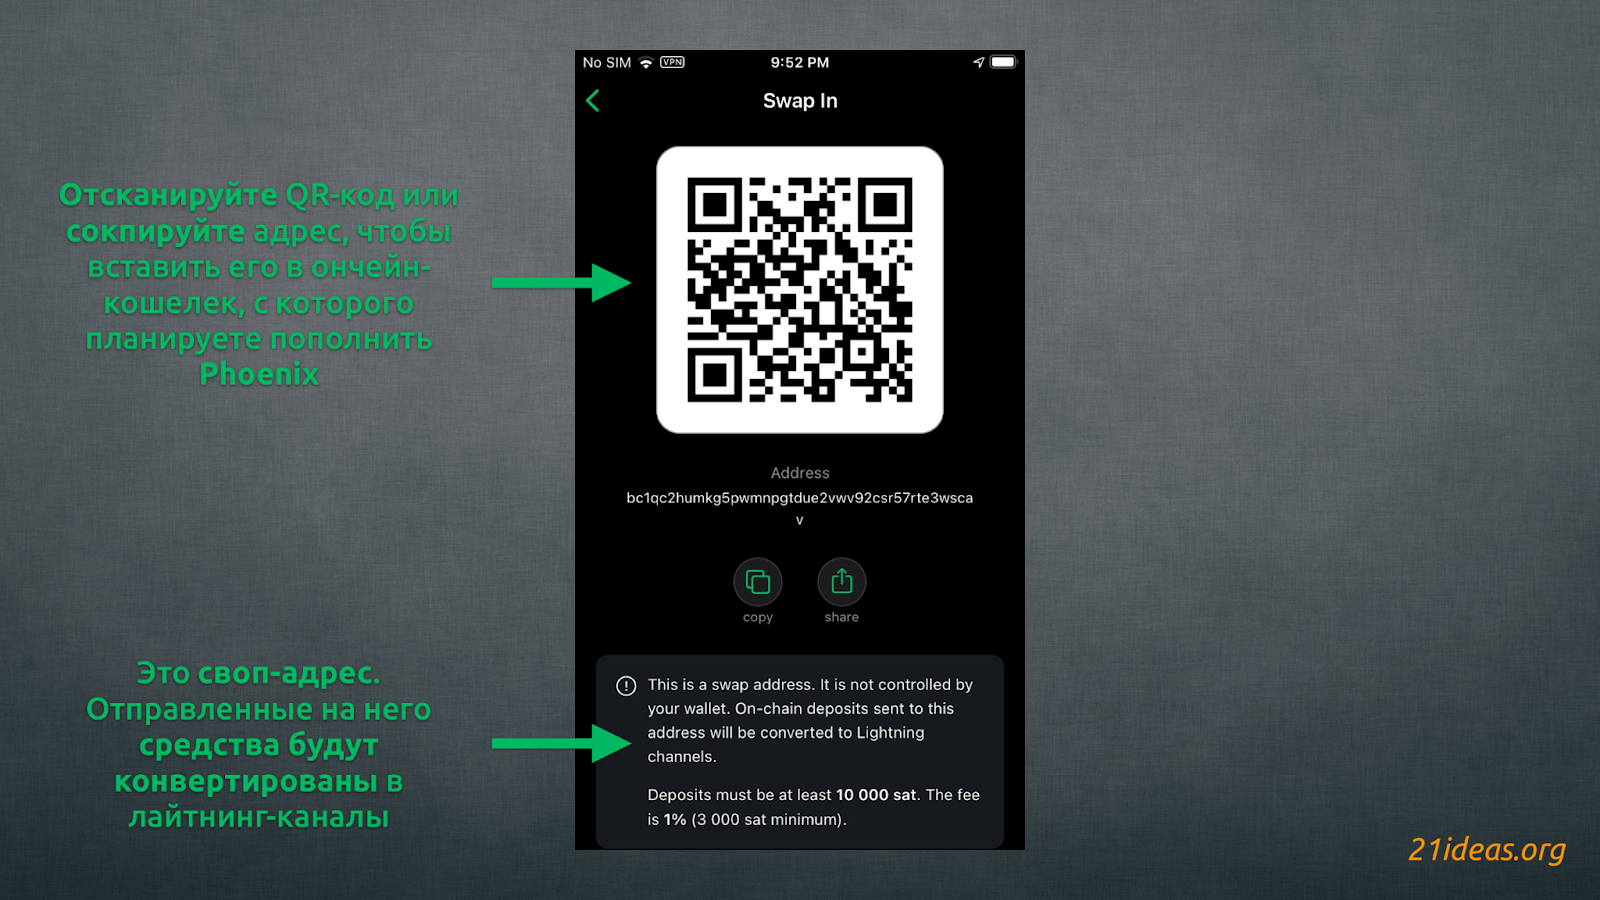 No SIM VPN 9:52 PM
Swap In
Отсканируйте QR-код или
сокпируйте адрес, чтобы
вставить его в ончейн-
кошелек, с которого
планируете пополнить
Phoenix
Address
bc1qc2humkg5pwmnpgtdue2vwv92csr57rte3wsca
v
copy share
Это своп-адрес.
Отправленные на него
средства будут
конвертированы в
лайтнинг-каналы
This is a swap address. It is not controlled by
your wallet. On-chain deposits sent to this
address will be converted to Lightning
channels.
Deposits must be at least 10 000 sat. The fee
is 1% (3 000 sat minimum).
21ideas.org